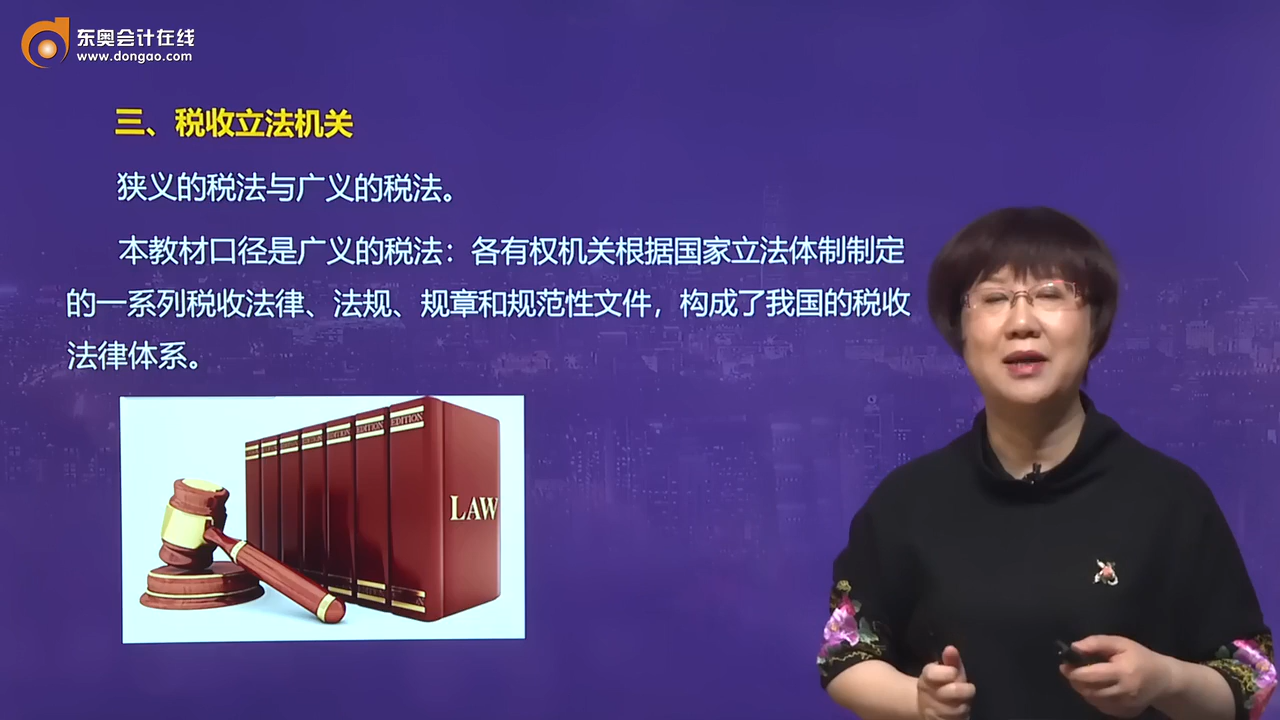 东奥会计在线
www.dongao.com
三、税收立法机关
狭义的税法与广义的税法。
本教材口径是广义的税法：各有权机关根据国家立法体制制定
的一系列税收法律、法规、规章和规范性文件，构成了我国的税收
法律体系。
EDITION
EDITION
EDITION
LAW